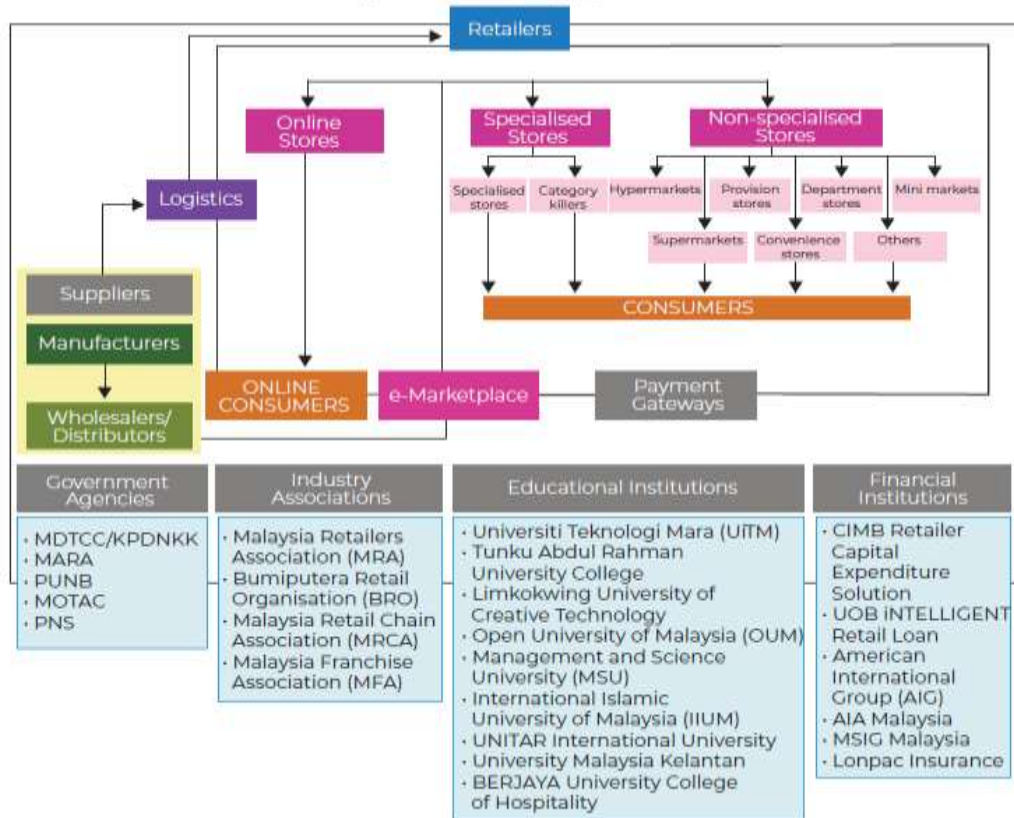 Retailers
Online
Stores
Specialised
Stores
Non-specialised
Stores
Logistics
Specialised
stores
Category
killers
Hypermarkets
Provision
stores
Department
stores
Mini markets
Supermarkets
Convenience
stores
Others
Suppliers
CONSUMERS
Manufacturers
Wholesalers/
Distributors
ONLINE
CONSUMERS
e-Marketplace
Payment
Gateways
Government
Agencies
• MDTCC/KPDNKK
• MARA
• PUNB
• MOTAC
• PNS
Industry
Associations
• Malaysia Retailers
Association (MRA)
• Bumiputera Retail
Organisation (BRO)
• Malaysia Retail Chain
Association (MRCA)
• Malaysia Franchise
Association (MFA)
Educational Institutions
• Universiti Teknologi Mara (UiTM)
• Tunku Abdul Rahman
University College
• Limkokwing University of
Creative Technology
• Open University of Malaysia (OUM)
• Management and Science
University (MSU)
• International Islamic
University of Malaysia (IIUM)
• UNITAR International University
• University Malaysia Kelantan
• BERJAYA University College
of Hospitality
Financial
Institutions
• CIMB Retailer
Capital
Expenditure
Solution
• UOB iNTELLIGENT
Retail Loan
• American
International
Group (AIG)
• AIA Malaysia
• MSIG Malaysia
• Lonpac Insurance